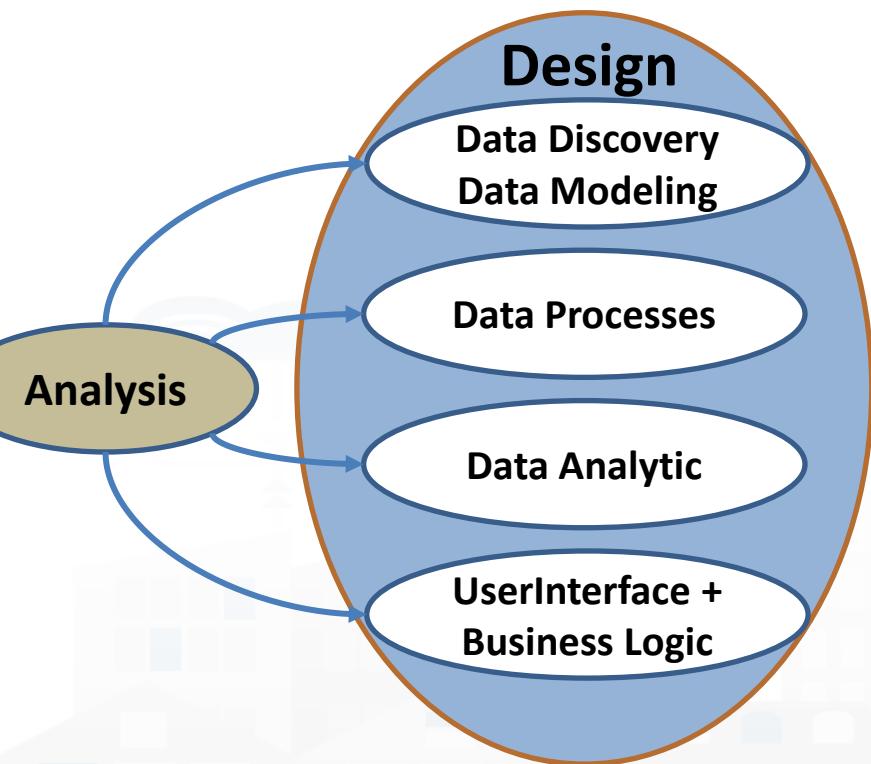 Design
Data Discovery
Data Modeling
Data Processes
Analysis
Data Analytic
UserInterface +
Business Logic